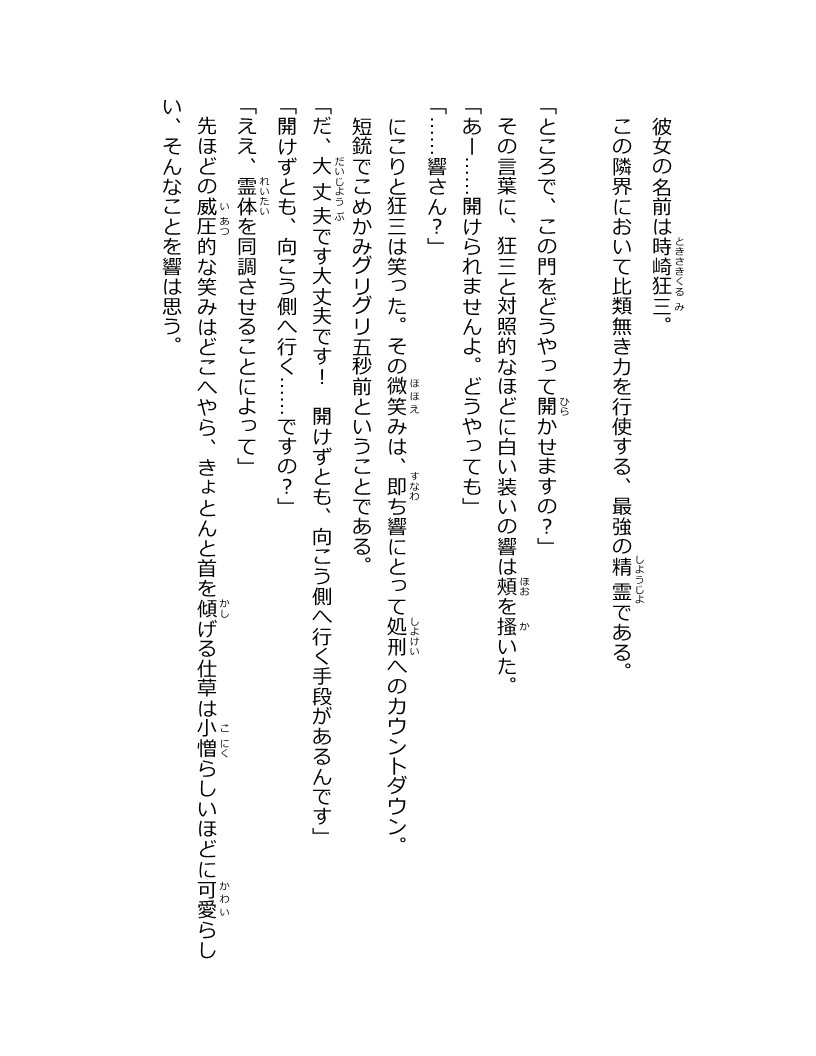 彼女の名前は時崎狂三。
この隣界において比類無き力を行使する、最強の精霊である。
「ところで、この門をどうやって開かせますの？」
その言葉に、狂三と対照的なほどに白い装いの響は頰を搔いた。
「あー……開けられませんよ。どうやっても」
「……響さん？」
にこりと狂三は笑った。その微笑みは、即ち響にとって処刑へのカウントダウン。
短銃でこめかみグリグリ五秒前ということである。
「だ、大丈夫です大丈夫です！　開けずとも、向こう側へ行く手段があるんです」
「開けずとも、向こう側へ行く……ですの？」
「ええ、霊体を同調させることによって」
先ほどの威圧的な笑みはどこへやら、きょとんと首を傾げる仕草は小憎らしいほどに可愛らし
い、そんなことを響は思う。